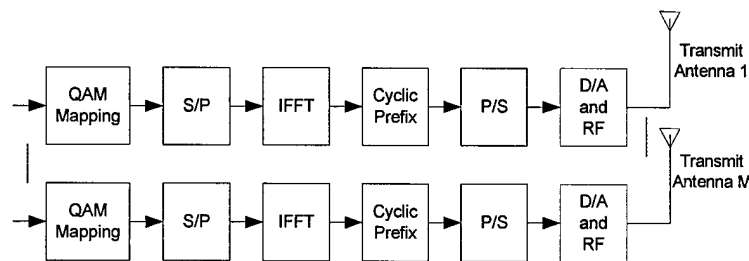 QAM
Mapping
S/P
IFFT
Cyclic
Prefix
P/S
D/A
and
RF
Transmit
Antenna 1
QAM
Mapping
S/P
IFFT
Cyclic
Prefix
P/S
D/A
and
RF
Transmit
Antenna M